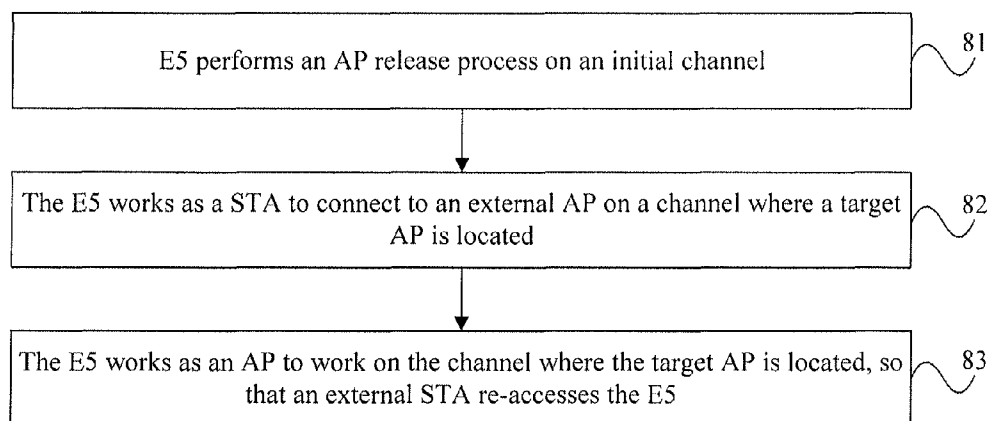 E5 performs an AP release process on an initial channel
81
The E5 works as a STA to connect to an external AP on a channel where a target
AP is located
82
The E5 works as an AP to work on the channel where the target AP is located, so
that an external STA re-accesses the E5
83